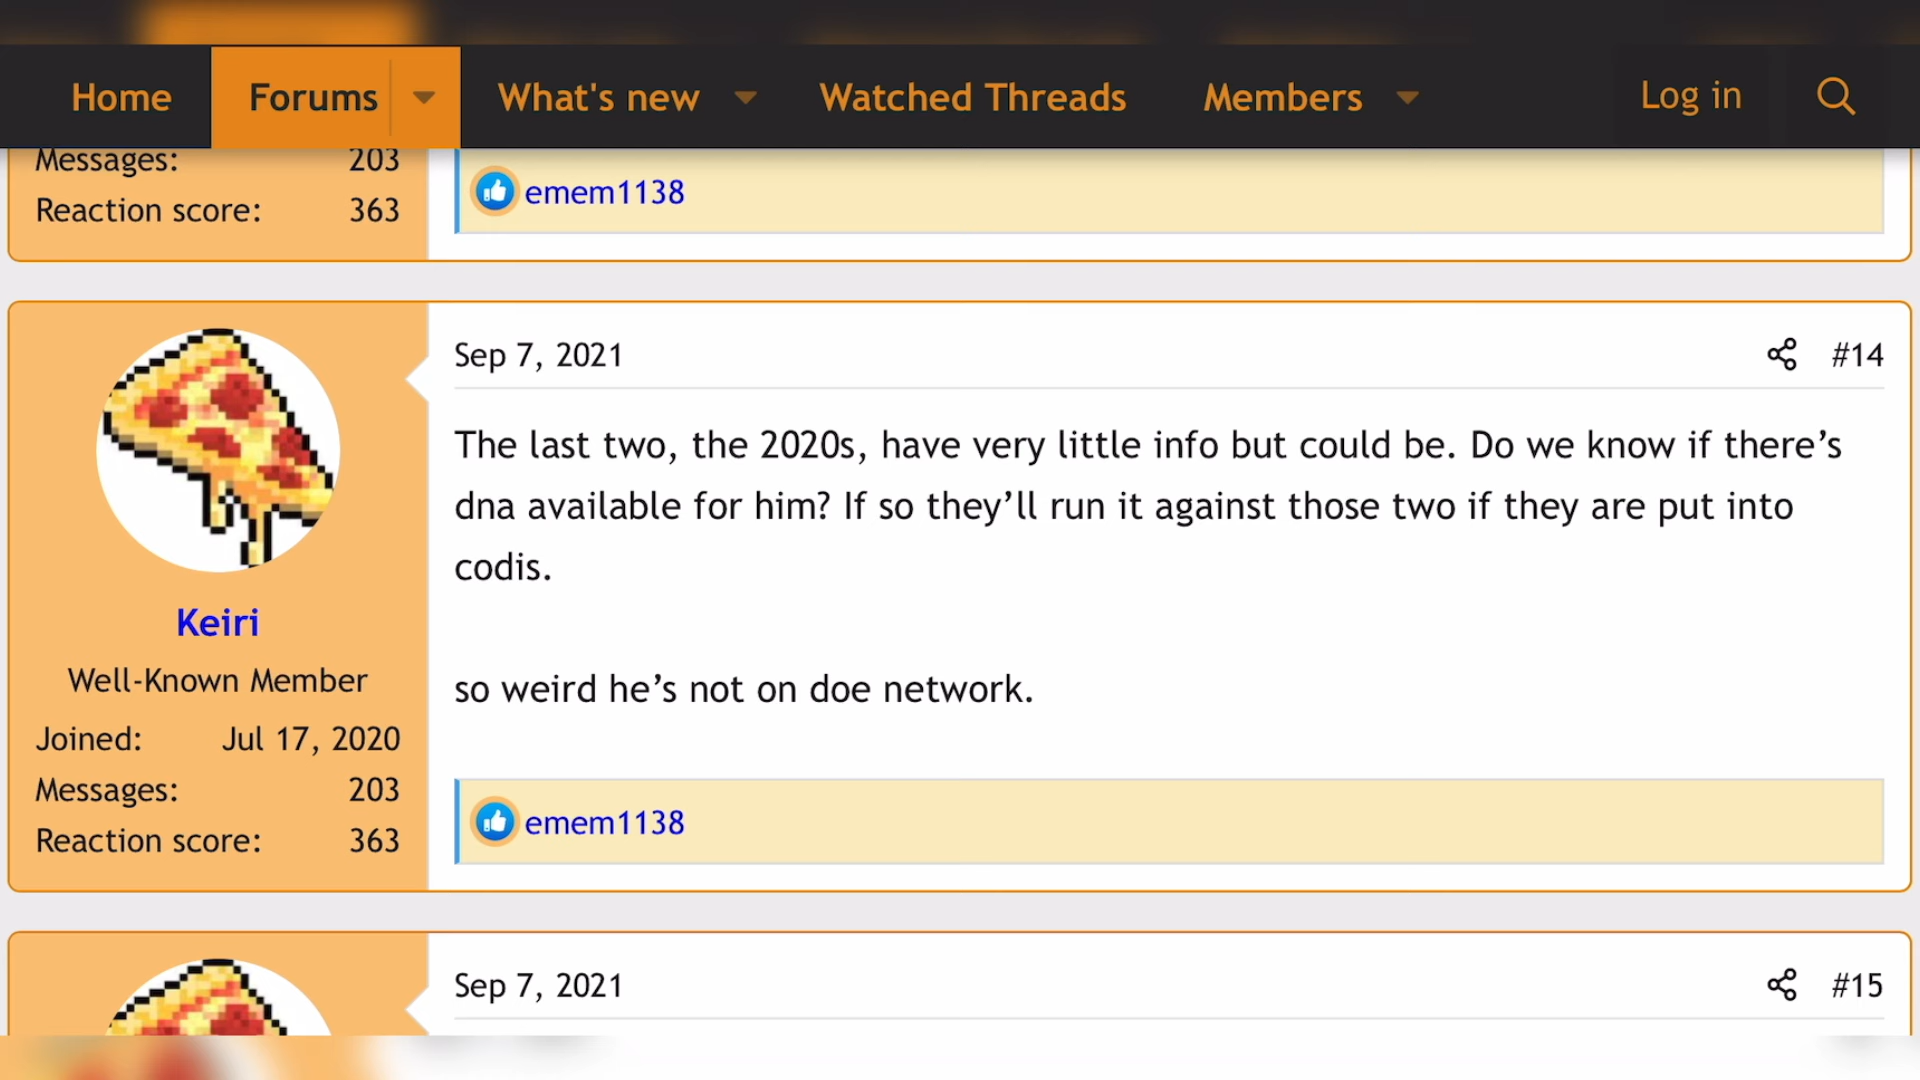 Home Forums What's new Watched Threads Members Log in
Messages: 203
Reaction score: 363
emem1138
Keiri
Well-Known Member
Joined: Jul 17, 2020
Messages: 203
Reaction score: 363
Sep 7, 2021 #14
The last two, the 2020s, have very little info but could be. Do we know if there’s
dna available for him? If so they’ll run it against those two if they are put into
codis.
so weird he’s not on doe network.
emem1138
Sep 7, 2021 #15